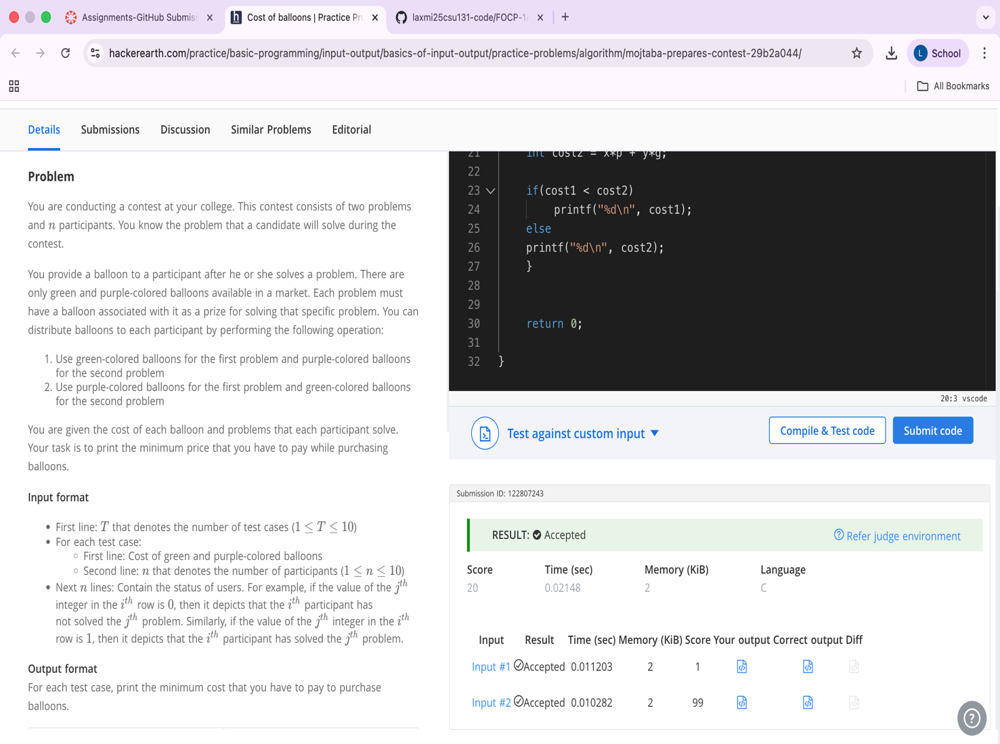 Assignments-GitHub Submiss
Cost of balloons | Practice Pr
laxmi25csu131-code/FOCP-1
hackerearth.com/practice/basic-programming/input-output/basics-of-input-output/practice-problems/algorithm/mojtaba-prepares-contest-29b2a044/
L School
All Bookmarks
Details Submissions Discussion Similar Problems Editorial
Problem
You are conducting a contest at your college. This contest consists of two problems
and n participants. You know the problem that a candidate will solve during the
contest.
You provide a balloon to a participant after he or she solves a problem. There are
only green and purple-colored balloons available in a market. Each problem must
have a balloon associated with it as a prize for solving that specific problem. You can
distribute balloons to each participant by performing the following operation:
1. Use green-colored balloons for the first problem and purple-colored balloons
for the second problem
2. Use purple-colored balloons for the first problem and green-colored balloons
for the second problem
You are given the cost of each balloon and problems that each participant solve.
Your task is to print the minimum price that you have to pay while purchasing
balloons.
Input format
• First line: T that denotes the number of test cases (1 ≤ T ≤ 10)
• For each test case:
◦ First line: Cost of green and purple-colored balloons
◦ Second line: n that denotes the number of participants (1 ≤ n ≤ 10)
• Next n lines: Contain the status of users. For example, if the value of the j^th
integer in the i^th row is 0, then it depicts that the i^th participant has
not solved the j^th problem. Similarly, if the value of the j^th integer in the i^th
row is 1, then it depicts that the i^th participant has solved the j^th problem.
Output format
For each test case, print the minimum cost that you have to pay to purchase
balloons.
21 int cost2 = x*p + y*g;
22
23 if(cost1 < cost2)
24 printf("%d\n", cost1);
25 else
26 printf("%d\n", cost2);
27 }
28
29
30 return 0;
31
32 }
20:3 vscode
Test against custom input ▼
Compile & Test code
Submit code
Submission ID: 122807243
RESULT: Accepted
Refer judge environment
Score Time (sec) Memory (KiB) Language
20 0.02148 2 C
Input Result Time (sec) Memory (KiB) Score Your output Correct output Diff
Input #1 Accepted 0.011203 2 1
Input #2 Accepted 0.010282 2 99